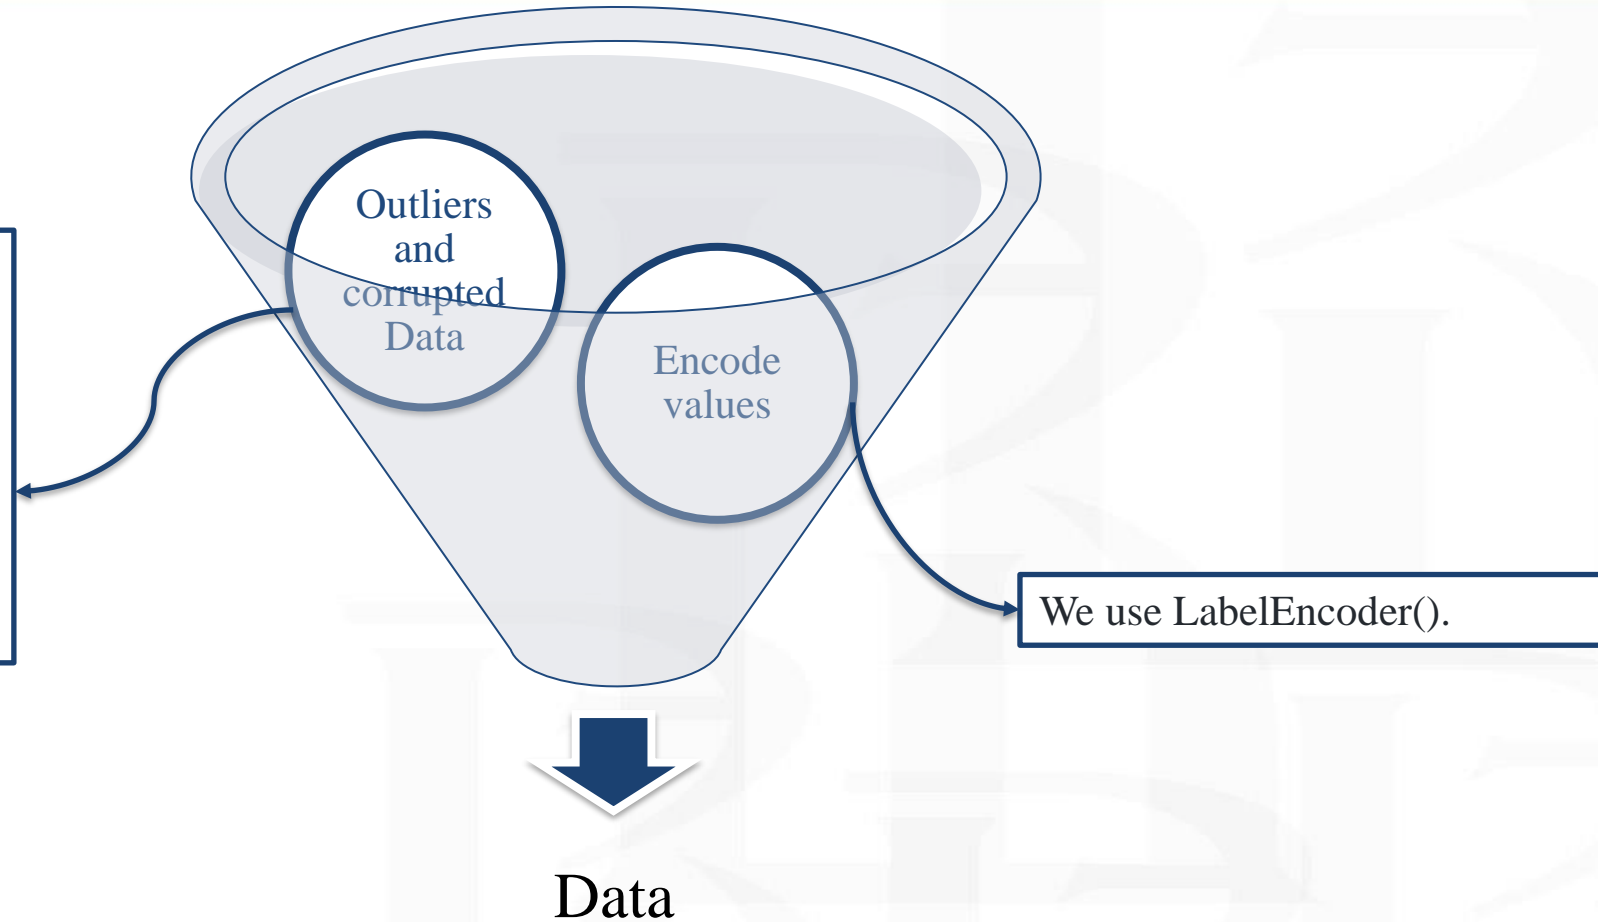 Outliers
and
corrupted
Data
Encode
values
We use LabelEncoder().
Data